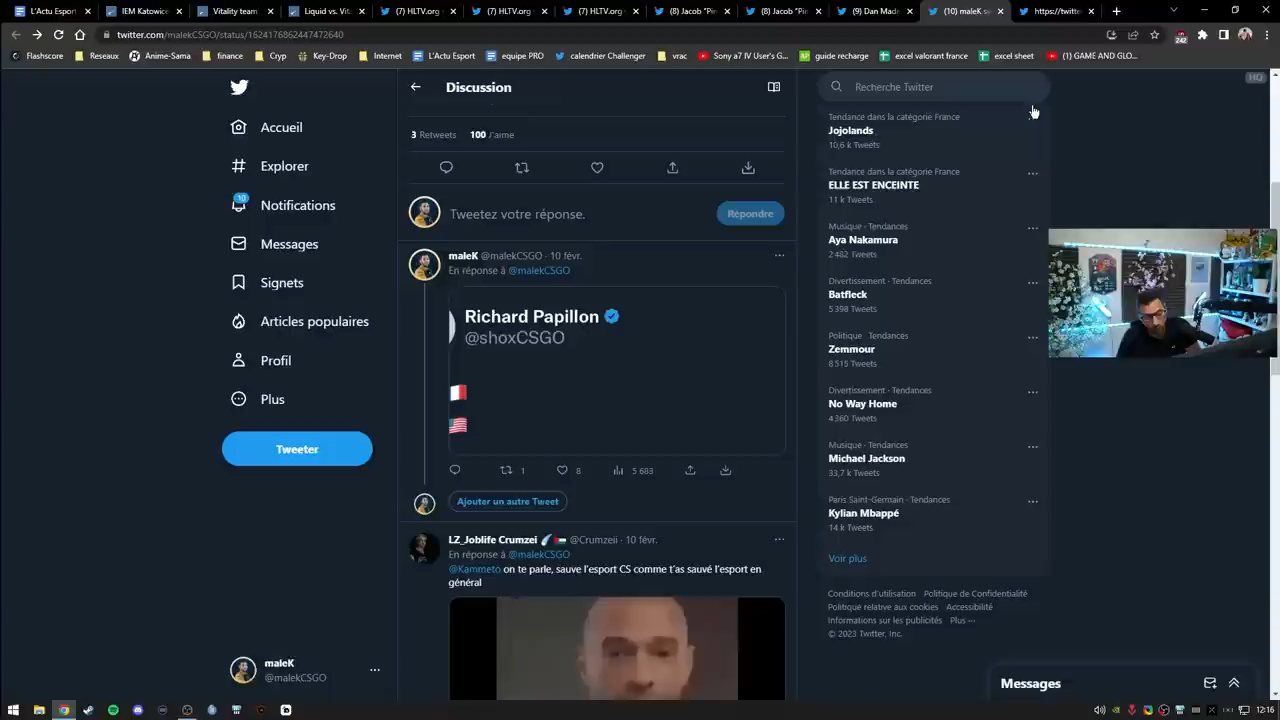 L'Actu Esport
IEM Katowice
Vitality team
Liquid vs. Vit
(7) HLTV.org
(7) HLTV.org
(7) HLTV.org
(8) Jacob "Pin
(8) Jacob "Pin
(9) Dan Made
(10) maleK su
https://twitter
twitter.com/malekCSGO/status/1624176862447472640
242
Flashscore
Reseaux
Anime-Sama
finance
Cryp
Key-Drop
Internet
L'Actu Esport
equipe PRO
calendrier Challenger
vrac
Sony a7 IV User's G...
guide recharge
excel valorant france
excel sheet
(1) GAME AND GLO...
Accueil
Explorer
10
Notifications
Messages
Signets
Articles populaires
Profil
Plus
Tweeter
maleK
@malekCSGO
Discussion
3 Retweets 100 J'aime
Tweetez votre réponse.
Répondre
maleK @malekCSGO · 10 févr.
En réponse à @malekCSGO
Richard Papillon
@shoxCSGO
1
8
5 683
Ajouter un autre Tweet
LZ_Joblife Crumzei @Crumzeii · 10 févr.
En réponse à @malekCSGO
@Kammeto on te parle, sauve l'esport CS comme t'as sauvé l'esport en
général
Recherche Twitter
Tendance dans la catégorie France
Jojolands
10,6 k Tweets
Tendance dans la catégorie France
ELLE EST ENCEINTE
11 k Tweets
Musique · Tendances
Aya Nakamura
2 482 Tweets
Divertissement · Tendances
Batfleck
5 398 Tweets
Politique · Tendances
Zemmour
8 515 Tweets
Divertissement · Tendances
No Way Home
4 360 Tweets
Musique · Tendances
Michael Jackson
33,7 k Tweets
Paris Saint-Germain · Tendances
Kylian Mbappé
14 k Tweets
Voir plus
Conditions d'utilisation Politique de Confidentialité
Politique relative aux cookies Accessibilité
Informations sur les publicités Plus ···
© 2023 Twitter, Inc.
Messages
HQ
12:16